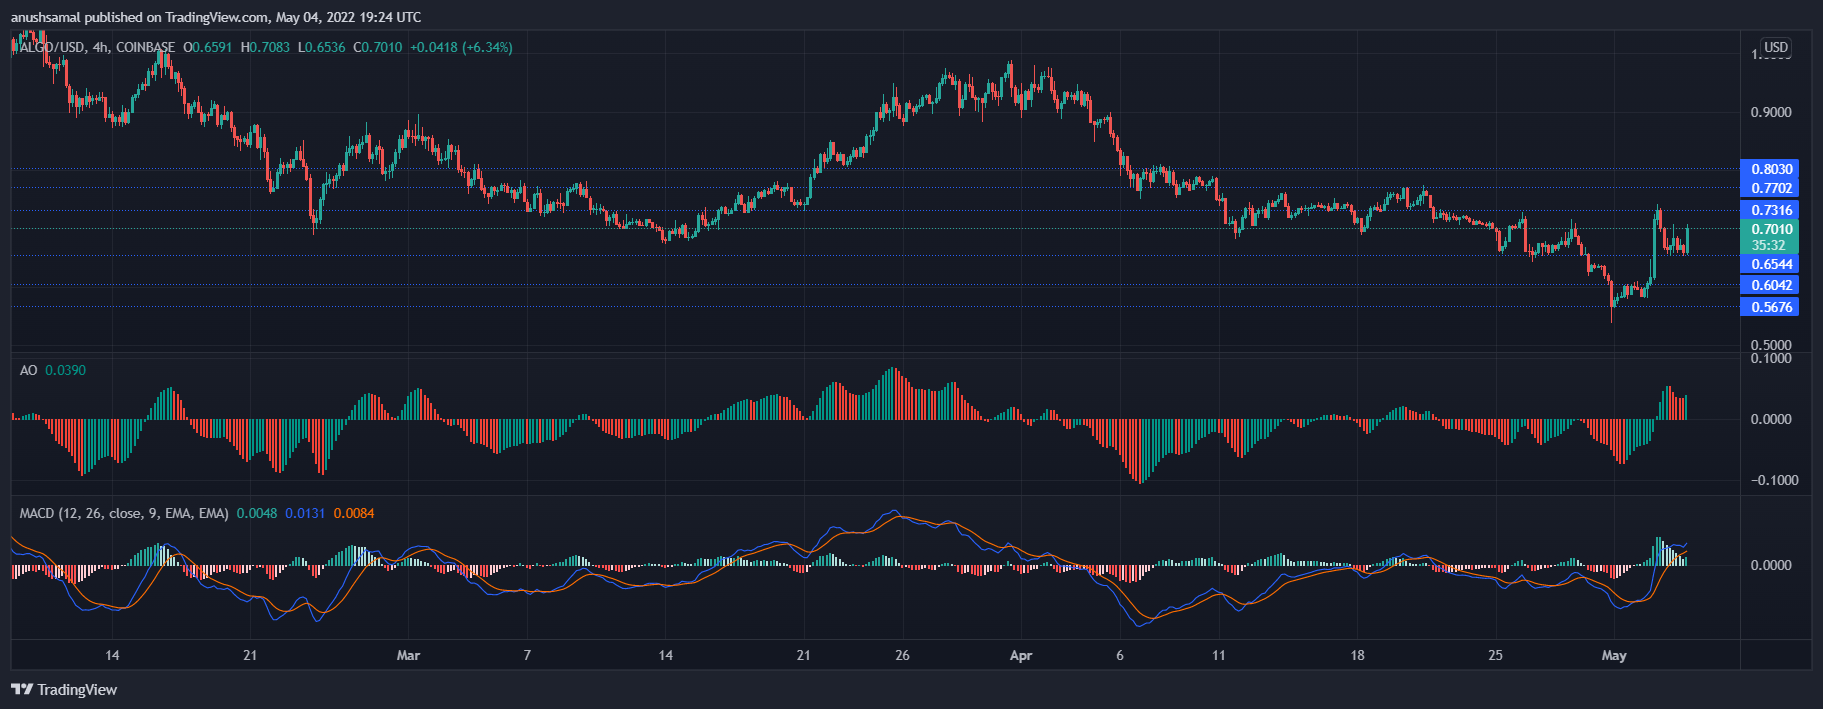 anushsamal published on TradingView.com, May 04, 2022 19:24 UTC
ALGO/USD, 4h, COINBASE O0.6591 H0.7083 L0.6536 C0.7010 +0.0418 (+6.34%)
USD
0.9000
0.8030
0.7702
0.7316
0.7010
35:32
0.6544
0.6042
0.5676
0.5000
AO 0.0390
0.1000
0.0000
−0.1000
MACD (12, 26, close, 9, EMA, EMA) 0.0048 0.0131 0.0084
0.0000
14 21 Mar 7 14 21 26 Apr 6 11 18 25 May
TradingView